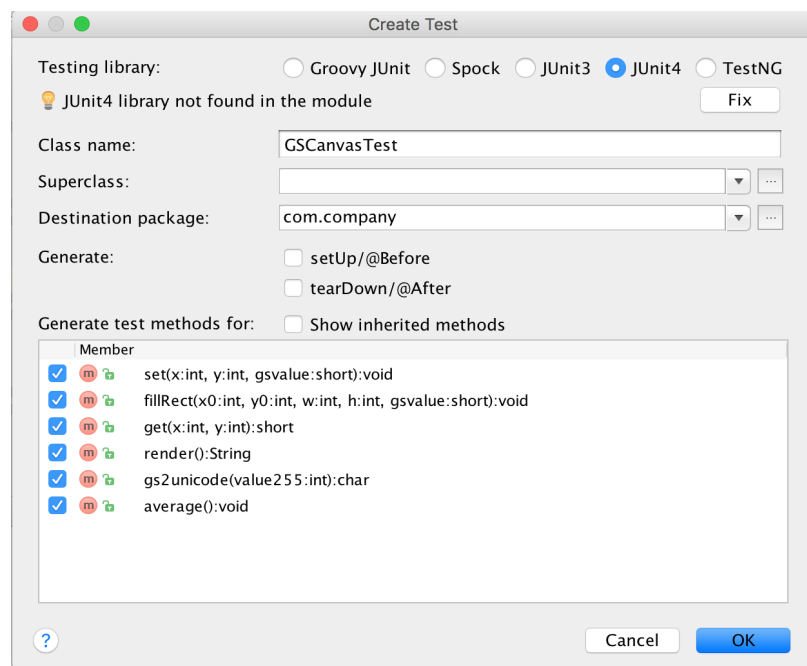 Create Test
Testing library: Groovy JUnit Spock JUnit3 JUnit4 TestNG
JUnit4 library not found in the module Fix
Class name: GSCanvasTest
Superclass: ...
Destination package: com.company ...
Generate: setUp/@Before
tearDown/@After
Generate test methods for: Show inherited methods
Member
m set(x:int, y:int, gsvalue:short):void
m fillRect(x0:int, y0:int, w:int, h:int, gsvalue:short):void
m get(x:int, y:int):short
m render():String
m gs2unicode(value255:int):char
m average():void
? Cancel OK